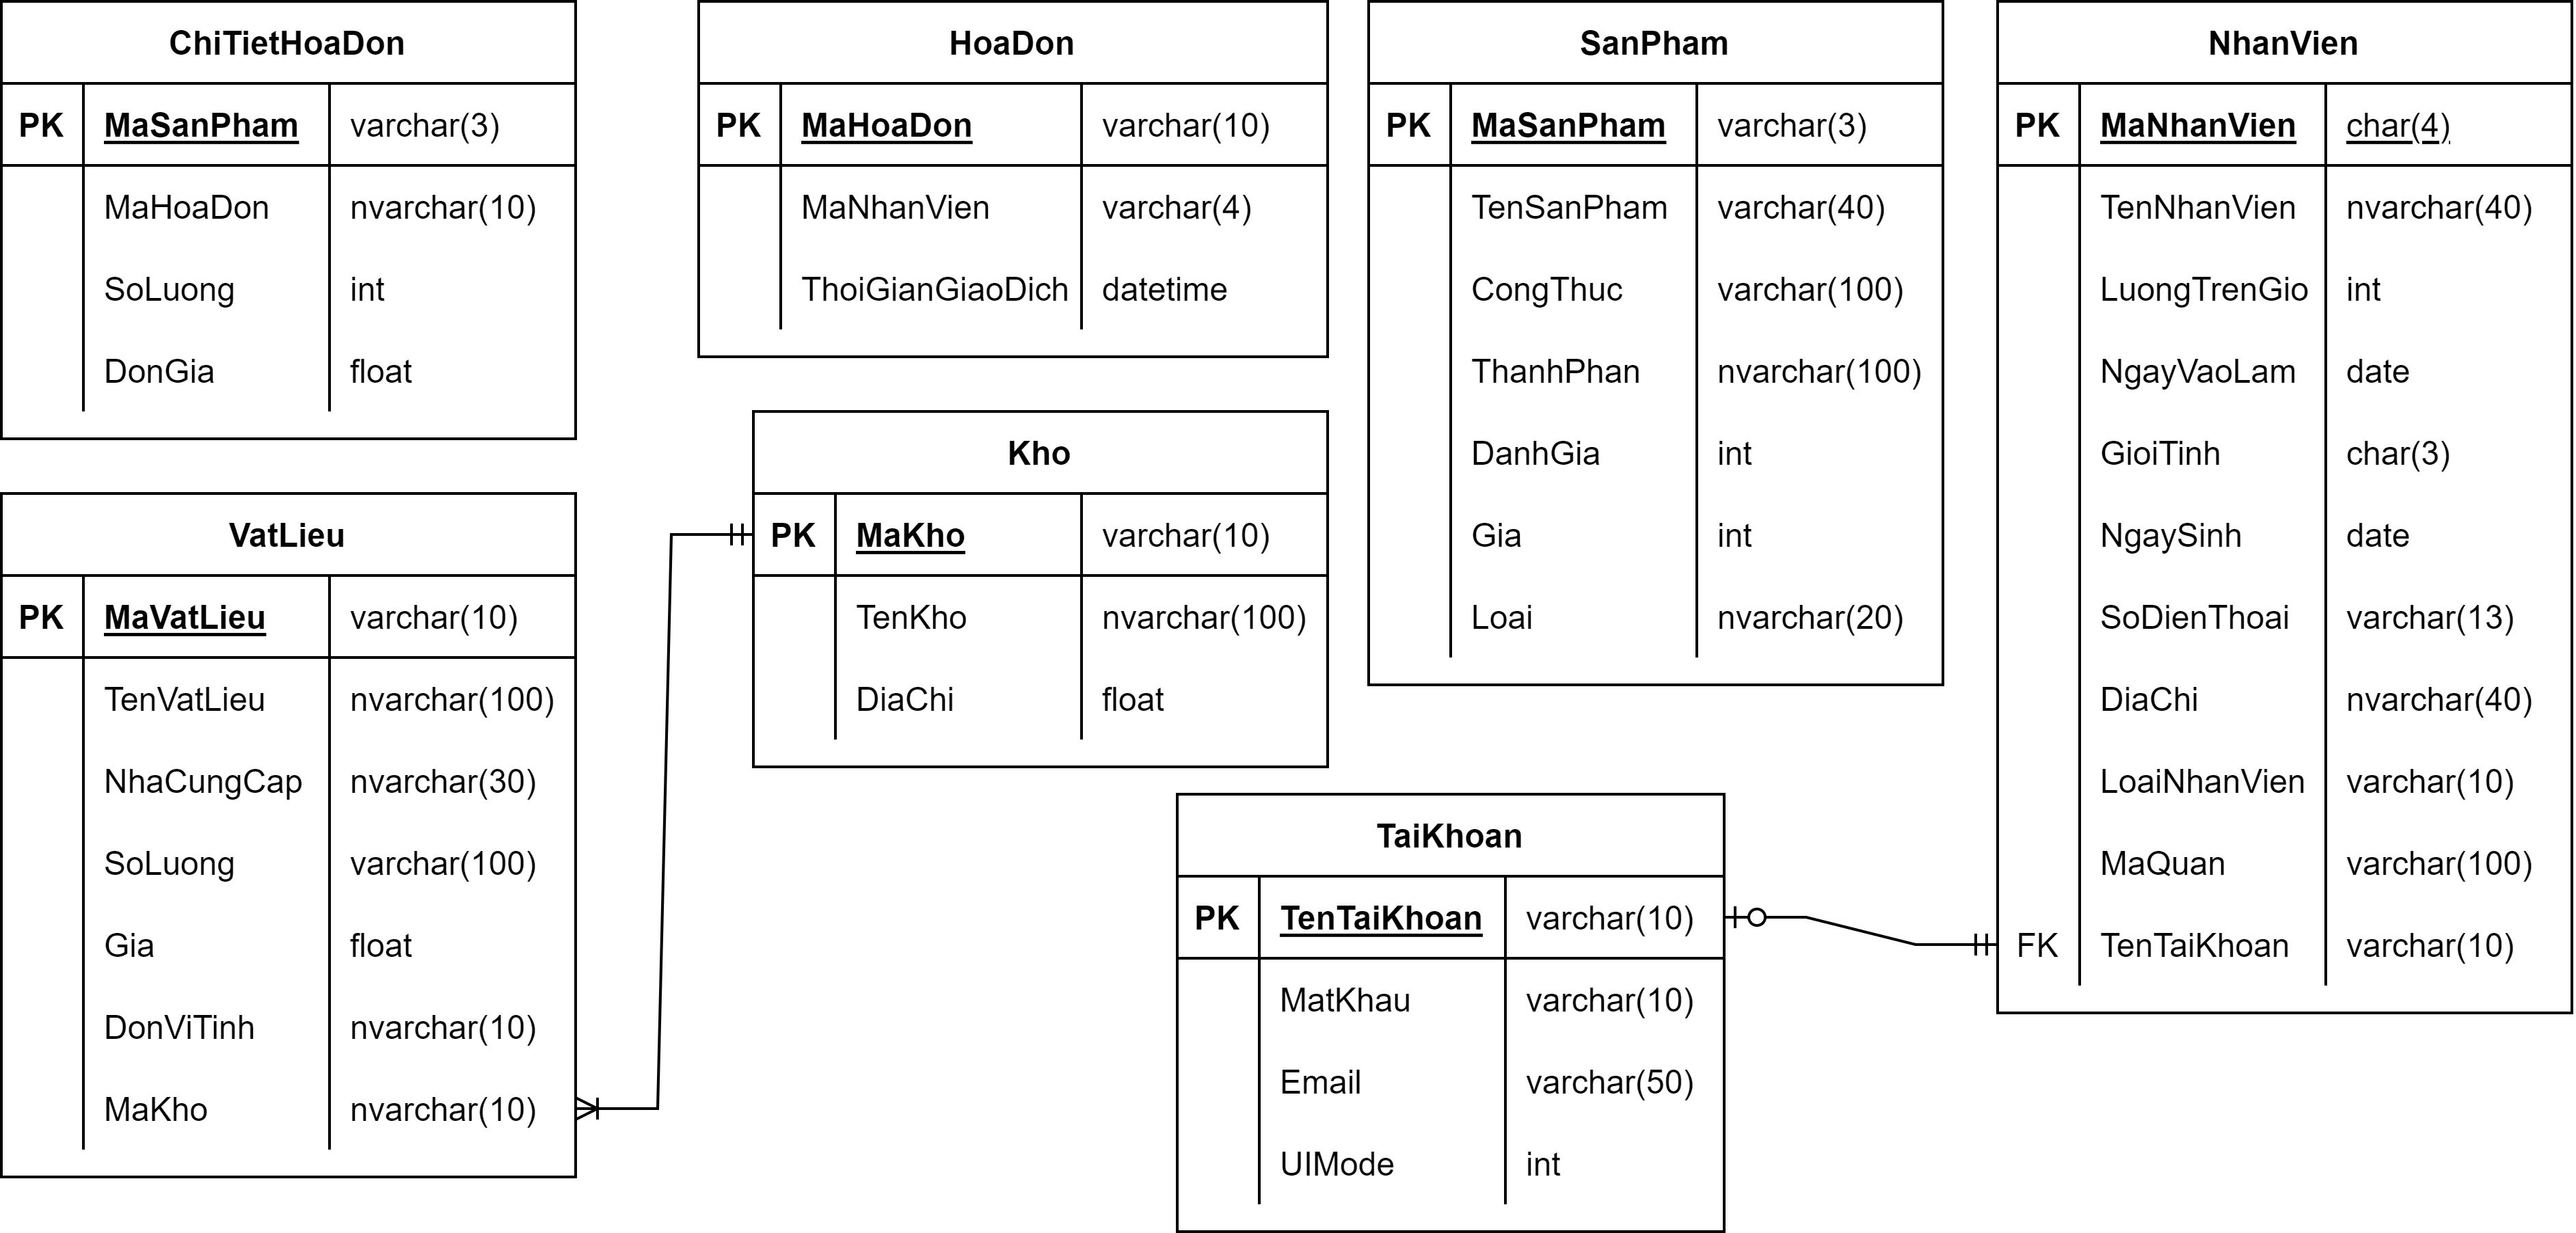 ChiTietHoaDon
PK MaSanPham varchar(3)
MaHoaDon nvarchar(10)
SoLuong int
DonGia float
HoaDon
PK MaHoaDon varchar(10)
MaNhanVien varchar(4)
ThoiGianGiaoDich datetime
SanPham
PK MaSanPham varchar(3)
TenSanPham varchar(40)
CongThuc varchar(100)
ThanhPhan nvarchar(100)
DanhGia int
Gia int
Loai nvarchar(20)
NhanVien
PK MaNhanVien char(4)
TenNhanVien nvarchar(40)
LuongTrenGio int
NgayVaoLam date
GioiTinh char(3)
NgaySinh date
SoDienThoai varchar(13)
DiaChi nvarchar(40)
LoaiNhanVien varchar(10)
MaQuan varchar(100)
FK TenTaiKhoan varchar(10)
VatLieu
PK MaVatLieu varchar(10)
TenVatLieu nvarchar(100)
NhaCungCap nvarchar(30)
SoLuong varchar(100)
Gia float
DonViTinh nvarchar(10)
MaKho nvarchar(10)
Kho
PK MaKho varchar(10)
TenKho nvarchar(100)
DiaChi float
TaiKhoan
PK TenTaiKhoan varchar(10)
MatKhau varchar(10)
Email varchar(50)
UIMode int